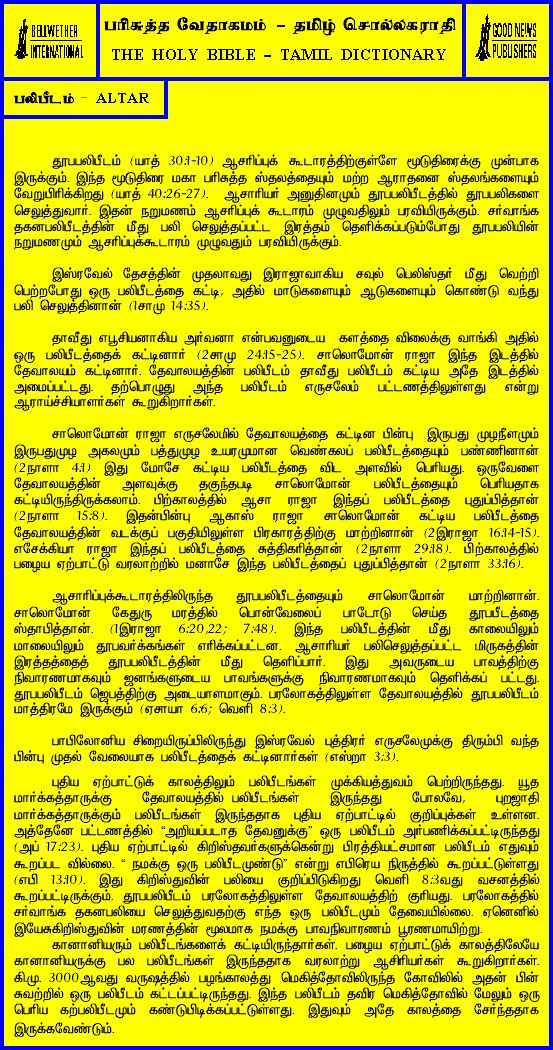 BELLWETHER
INTERNATIONAL
பரிசுத்த வேதாகமம் - தமிழ் சொல்லகராதி
THE HOLY BIBLE - TAMIL DICTIONARY
GOOD NEWS
PUBLISHERS
பலிபீடம் - ALTAR
தூபபலிபீடம் (யாத் 30:1-10) ஆசரிப்புக் கூடாரத்திற்குள்ளே மூடுதிரைக்கு முன்பாக
இருக்கும். இந்த மூடுதிரை மகா பரிசுத்த ஸ்தலத்தையும் மற்ற ஆராதனை ஸ்தலங்களையும்
வேறுபிரிக்கிறது (யாத் 40:26-27). ஆசாரியர் அனுதினமும் தூபபலிபீடத்தில் தூபபலிகளை
செலுத்துவார். இதன் நறுமணம் ஆசரிப்புக் கூடாரம் முழுவதிலும் பரவியிருக்கும். சர்வாங்க
தகனபலிபீடத்தின் மீது பலி செலுத்தப்பட்ட இரத்தம் தெளிக்கப்படும்போது தூபபலியின்
நறுமணமும் ஆசரிப்புக்கூடாரம் முழுவதும் பரவியிருக்கும்.
இஸ்ரவேல் தேசத்தின் முதலாவது இராஜாவாகிய சவுல் பெலிஸ்தர் மீது வெற்றி
பெற்றபோது ஒரு பலிபீடத்தை கட்டி, அதில் மாடுகளையும் ஆடுகளையும் கொண்டு வந்து
பலி செலுத்தினான் (1சாமு 14:35).
தாவீது எபூசியனாகிய அர்வனா என்பவனுடைய களத்தை விலைக்கு வாங்கி அதில்
ஒரு பலிபீடத்தைக் கட்டினார் (2சாமு 24:15-25). சாலொமோன் ராஜா இந்த இடத்தில்
தேவாலயம் கட்டினார். தேவாலயத்தின் பலிபீடம் தாவீது பலிபீடம் கட்டிய அதே இடத்தில்
அமைப்பட்டது. தற்பொழுது அந்த பலிபீடம் எருசலேம் பட்டணத்திலுள்ளது என்று
ஆராய்ச்சியாளர்கள் கூறுகிறார்கள்.
சாலொமோன் ராஜா எருசலேமில் தேவாலயத்தை கட்டின பின்பு இருபது முழநீளமும்
இருபதுமுழ அகலமும் பத்துமுழ உயரமுமான வெண்கலப் பலிபீடத்தையும் பண்ணினான்
(2நாளா 4:1) இது மோசே கட்டிய பலிபீடத்தை விட அளவில் பெரியது. ஒருவேளை
தேவாலயத்தின் அளவுக்கு தகுந்தபடி சாலொமோன் பலிபீடத்தையும் பெரியதாக
கட்டியிருந்திருக்கலாம். பிற்காலத்தில் ஆசா ராஜா இந்தப் பலிபீடத்தை புதுப்பித்தான்
(2நாளா 15:8). இதன்பின்பு ஆகாஸ் ராஜா சாலொமோன் கட்டிய பலிபீடத்தை
தேவாலயத்தின் வடக்குப் பகுதியிலுள்ள பிரகாரத்திற்கு மாற்றினான் (2இராஜா 16:14-15).
எசேக்கியா ராஜா இந்தப் பலிபீடத்தை சுத்திகரித்தான் (2நாளா 29:18). பிற்காலத்தில்
பழைய ஏற்பாட்டு வரலாற்றில் மனாசே இந்த பலிபீடத்தைப் புதுப்பித்தான் (2நாளா 33:16).
ஆசாரிப்புக்கூடாரத்திலிருந்த தூபபலிபீடத்தையும் சாலொமோன் மாற்றினான்.
சாலொமோன் கேதுரு மரத்தில் பொன்வேலைப் பாடோடு செய்த தூபபீடத்தை
ஸ்தாபித்தான். (1இராஜா 6:20,22; 7:48). இந்த பலிபீடத்தின் மீது காலையிலும்
மாலையிலும் தூபவர்க்கங்கள் எரிக்கப்பட்டன. ஆசாரியர் பலிசெலுத்தப்பட்ட மிருகத்தின்
இரத்தத்தைத் தூபபலிபீடத்தின் மீது தெளிப்பார். இது அவருடைய பாவத்திற்கு
நிவாரணமாகவும் ஜனங்களுடைய பாவங்களுக்கு நிவாரணமாகவும் தெளிக்கப் பட்டது.
தூபபலிபீடம் ஜெபத்திற்கு அடையாளமாகும். பரலோகத்திலுள்ள தேவாலயத்தில் தூபபலிபீடம்
மாத்திரமே இருக்கும் (ஏசாயா 6:6; வெளி 8:3).
பாபிலோனிய சிறையிருப்பிலிருந்து இஸ்ரவேல் புத்திரர் எருசலேமுக்கு திரும்பி வந்த
பின்பு முதல் வேலையாக பலிபீடத்தைக் கட்டினார்கள் (எஸ்றா 3:3).
புதிய ஏற்பாட்டுக் காலத்திலும் பலிபீடங்கள் முக்கியத்துவம் பெற்றிருந்தது. யூத
மார்க்கத்தாருக்கு தேவாலயத்தில் பலிபீடங்கள் இருந்தது போலவே, புறஜாதி
மார்க்கத்தாருக்கும் பலிபீடங்கள் இருந்ததாக புதிய ஏற்பாட்டில் குறிப்புக்கள் உள்ளன.
அத்தேனே பட்டணத்தில் "அறியப்படாத தேவனுக்கு" ஒரு பலிபீடம் அர்பணிக்கப்பட்டிருந்தது
(அப் 17:23). புதிய ஏற்பாட்டில் கிறிஸ்தவர்களுக்கென்று பிரத்தியட்சமான பலிபீடம் எதுவும்
கூறப்பட வில்லை. " நமக்கு ஒரு பலிபீடமுண்டு" என்று எபிரெய நிருத்தில் கூறப்பட்டுள்ளது
(எபி 13:10). இது கிறிஸ்துவின் பலியை குறிப்பிடுகிறது வெளி 8:3வது வசனத்தில்
கூறப்பட்டிருக்கும். தூபபலிபீடம் பரலோகத்திலுள்ள தேவாலயத்திற் குரியது. பரலோகத்தில்
சர்வாங்க தகனபலியை செலுத்துவதற்கு எந்த ஒரு பலிபீடமும் தேவையில்லை. ஏனெனில்
இயேசுகிறிஸ்துவின் மரணத்தின் மூலமாக நமக்கு பாவநிவாரணம் பூரணமாயிற்று.
கானானியரும் பலிபீடங்களைக் கட்டியிருந்தார்கள். பழைய ஏற்பாட்டுக் காலத்திலேயே
கானானியருக்கு பல பலிபீடங்கள் இருந்ததாக வரலாற்று ஆசிரியர்கள் கூறுகிறார்கள்.
கி.மு. 3000ஆவது வருஷத்தில் பழங்காலத்து மெகித்தோவிலிருந்த கோவிலில் அதன் பின்
சுவற்றில் ஒரு பலிபீடம் கட்டப்பட்டிருந்தது. இந்த பலிபீடம் தவிர மெகித்தோவில் மேலும் ஒரு
பெரிய கற்பலிபீடமும் கண்டுபிடிக்கப்பட்டுள்ளது. இதுவும் அதே காலத்தை சேர்ந்ததாக
இருக்கவேண்டும்.